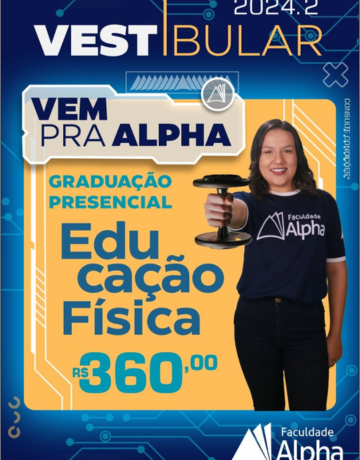 2024.2
VESTIBULAR
VEM
PRA ALPHA
GRADUAÇÃO
PRESENCIAL
Edu
cação
Física
R$360,00
Faculdade
Alpha
Faculdade
Alpha